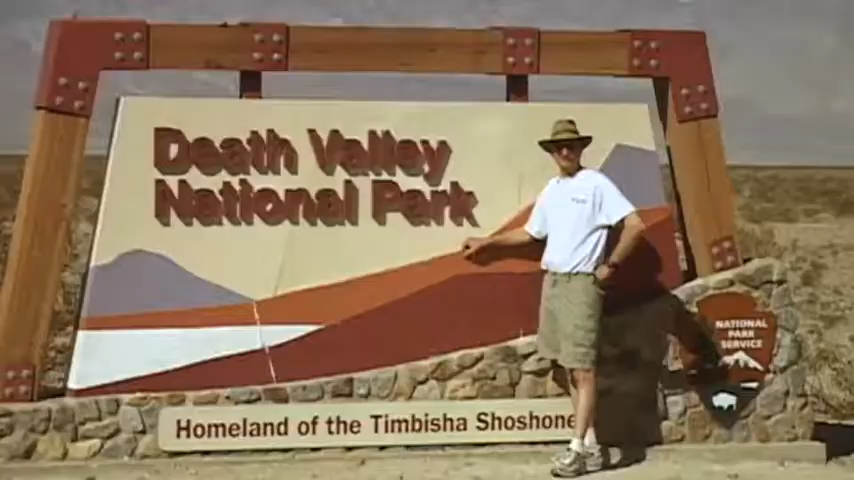 Death Valley
National Park
Homeland of the Timbisha Shoshone
NATIONAL
PARK
SERVICE